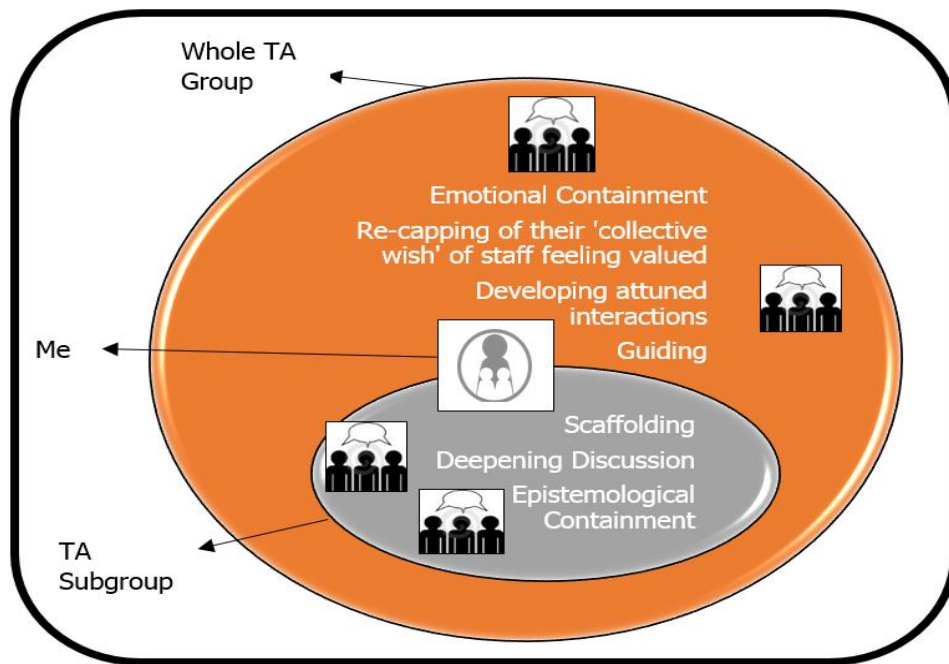 Whole TA
Group
Emotional Containment
Re-capping of their 'collective
wish' of staff feeling valued
Developing attuned
interactions
Guiding
Me
Scaffolding
Deepening Discussion
Epistemological
Containment
TA
Subgroup